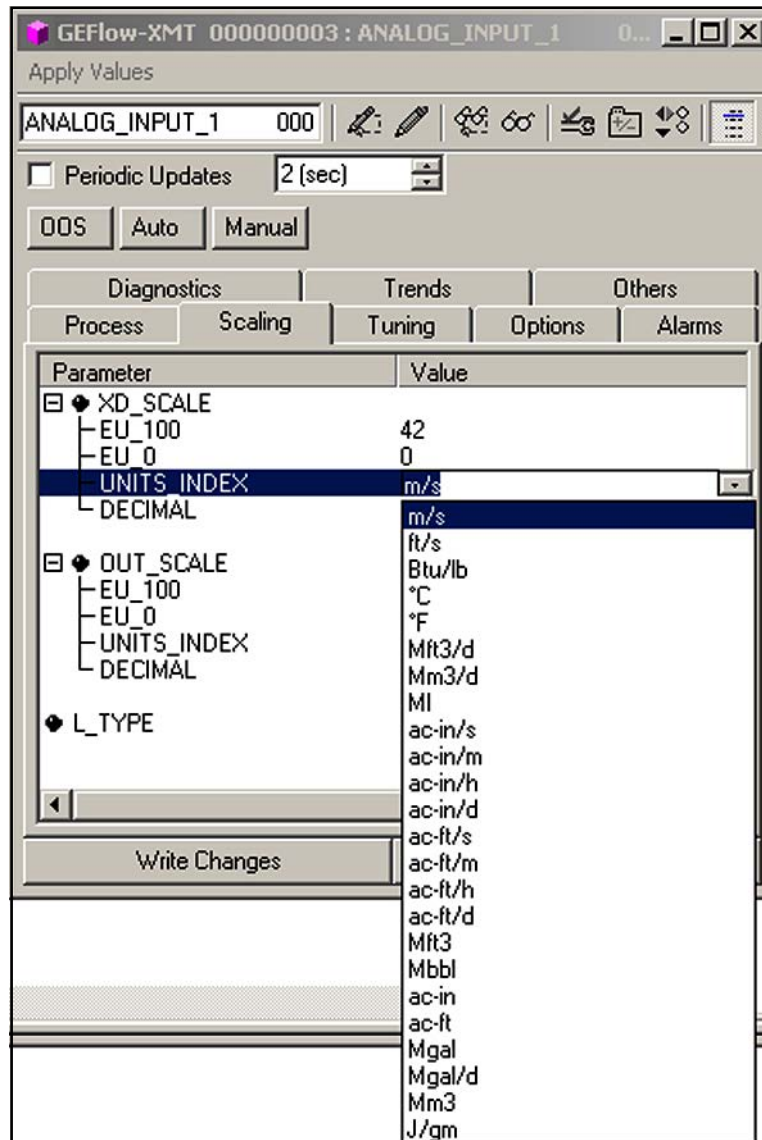 GEFlow-XMT 000000003 : ANALOG_INPUT_1 0...
Apply Values
ANALOG_INPUT_1 000
Periodic Updates 2 (sec)
OOS Auto Manual
Diagnostics Trends Others
Process Scaling Tuning Options Alarms
Parameter Value
XD_SCALE
EU_100 42
EU_0 0
UNITS_INDEX m/s
DECIMAL
OUT_SCALE
EU_100
EU_0
UNITS_INDEX
DECIMAL
L_TYPE
Write Changes
m/s
ft/s
Btu/lb
°C
°F
Mft3/d
Mm3/d
Ml
ac-in/s
ac-in/m
ac-in/h
ac-in/d
ac-ft/s
ac-ft/m
ac-ft/h
ac-ft/d
Mft3
Mbbl
ac-in
ac-ft
Mgal
Mgal/d
Mm3
J/gm